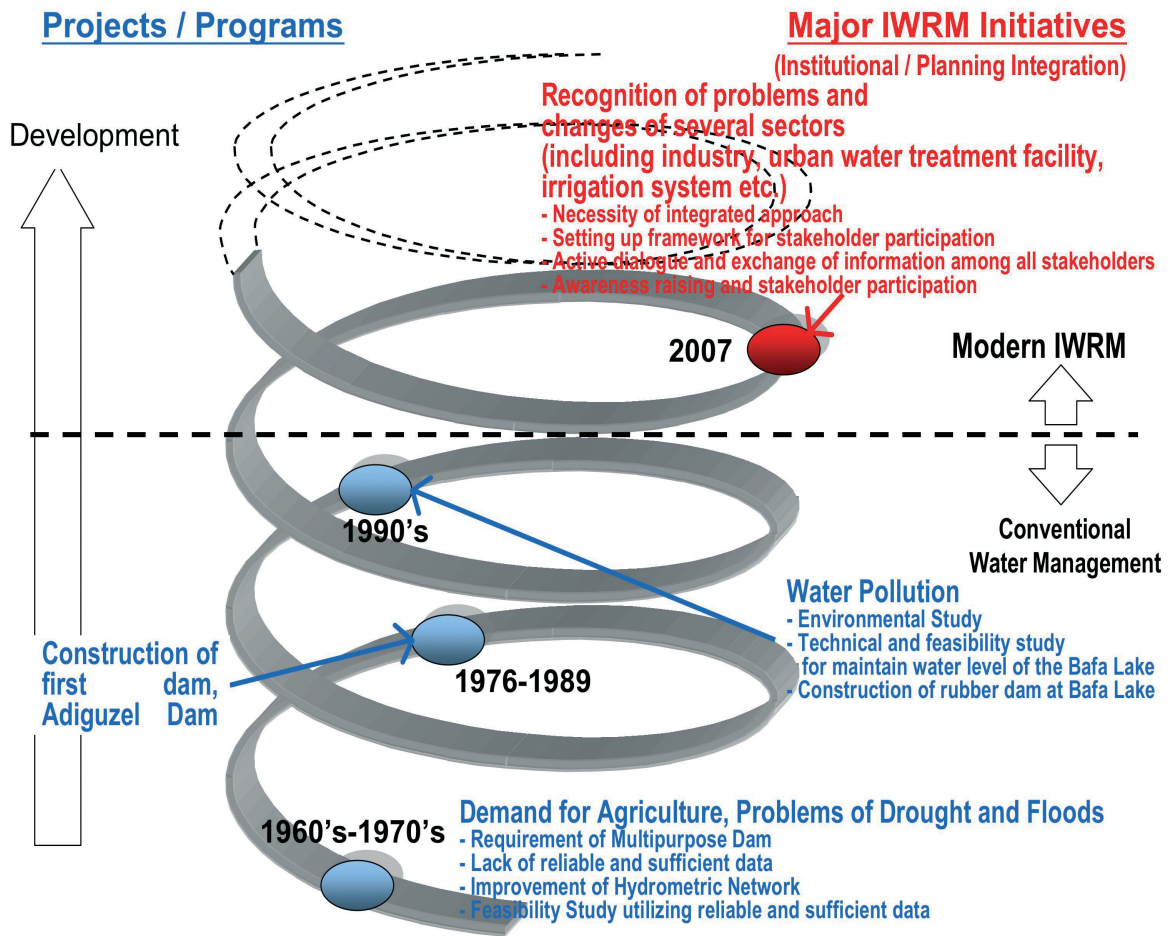 Projects / Programs
Major IWRM Initiatives
(Institutional / Planning Integration)
Development
Recognition of problems and
changes of several sectors
(including industry, urban water treatment facility,
irrigation system etc.)
- Necessity of integrated approach
- Setting up framework for stakeholder participation
- Active dialogue and exchange of information among all stakeholders
- Awareness raising and stakeholder participation
2007
Modern IWRM
1990's
Conventional
Water Management
Water Pollution
- Environmental Study
- Technical and feasibility study
for maintain water level of the Bafa Lake
- Construction of rubber dam at Bafa Lake
Construction of
first dam,
Adiguzel Dam
1976-1989
1960's-1970's
Demand for Agriculture, Problems of Drought and Floods
- Requirement of Multipurpose Dam
- Lack of reliable and sufficient data
- Improvement of Hydrometric Network
- Feasibility Study utilizing reliable and sufficient data